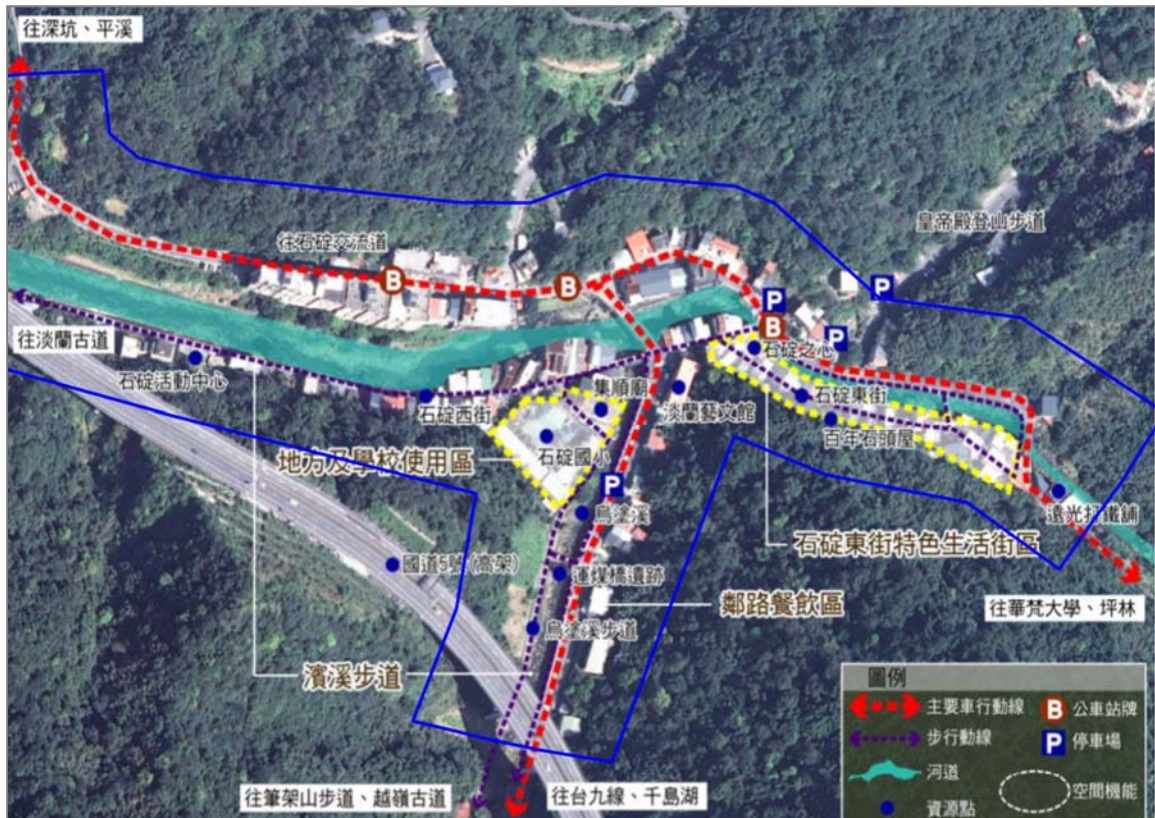 往深坑、平溪
皇帝殿登山步道
往石碇交流道
B
B
P
P
B
P
往淡蘭古道
石碇活動中心
石碇西街
集順廟
淡蘭藝文館
石碇之心
石碇東街
百年石頭屋
地方及學校使用區
石碇國小
P
烏塗溪
遠光打鐵舖
石碇東街特色生活街區
國道5號(高架)
運煤橋遺跡
鄰路餐飲區
往華梵大學、坪林
烏塗溪步道
濱溪步道
往筆架山步道、越嶺古道
往台九線、千島湖
圖例
主要車行動線
B 公車站牌
步行動線
P 停車場
河道
資源點
空間機能